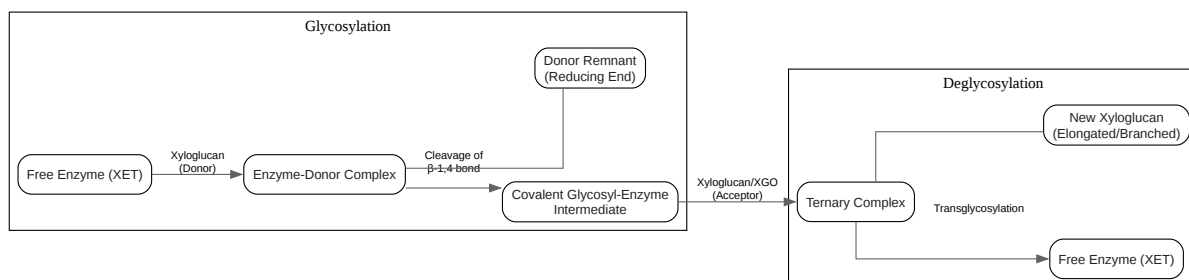 Glycosylation
Donor Remnant
(Reducing End)
Free Enzyme (XET)
Xyloglucan
(Donor)
Enzyme-Donor Complex
Cleavage of
β-1,4 bond
Covalent Glycosyl-Enzyme
Intermediate
Xyloglucan/XGO
(Acceptor)
Deglycosylation
New Xyloglucan
(Elongated/Branched)
Ternary Complex
Transglycosylation
Free Enzyme (XET)